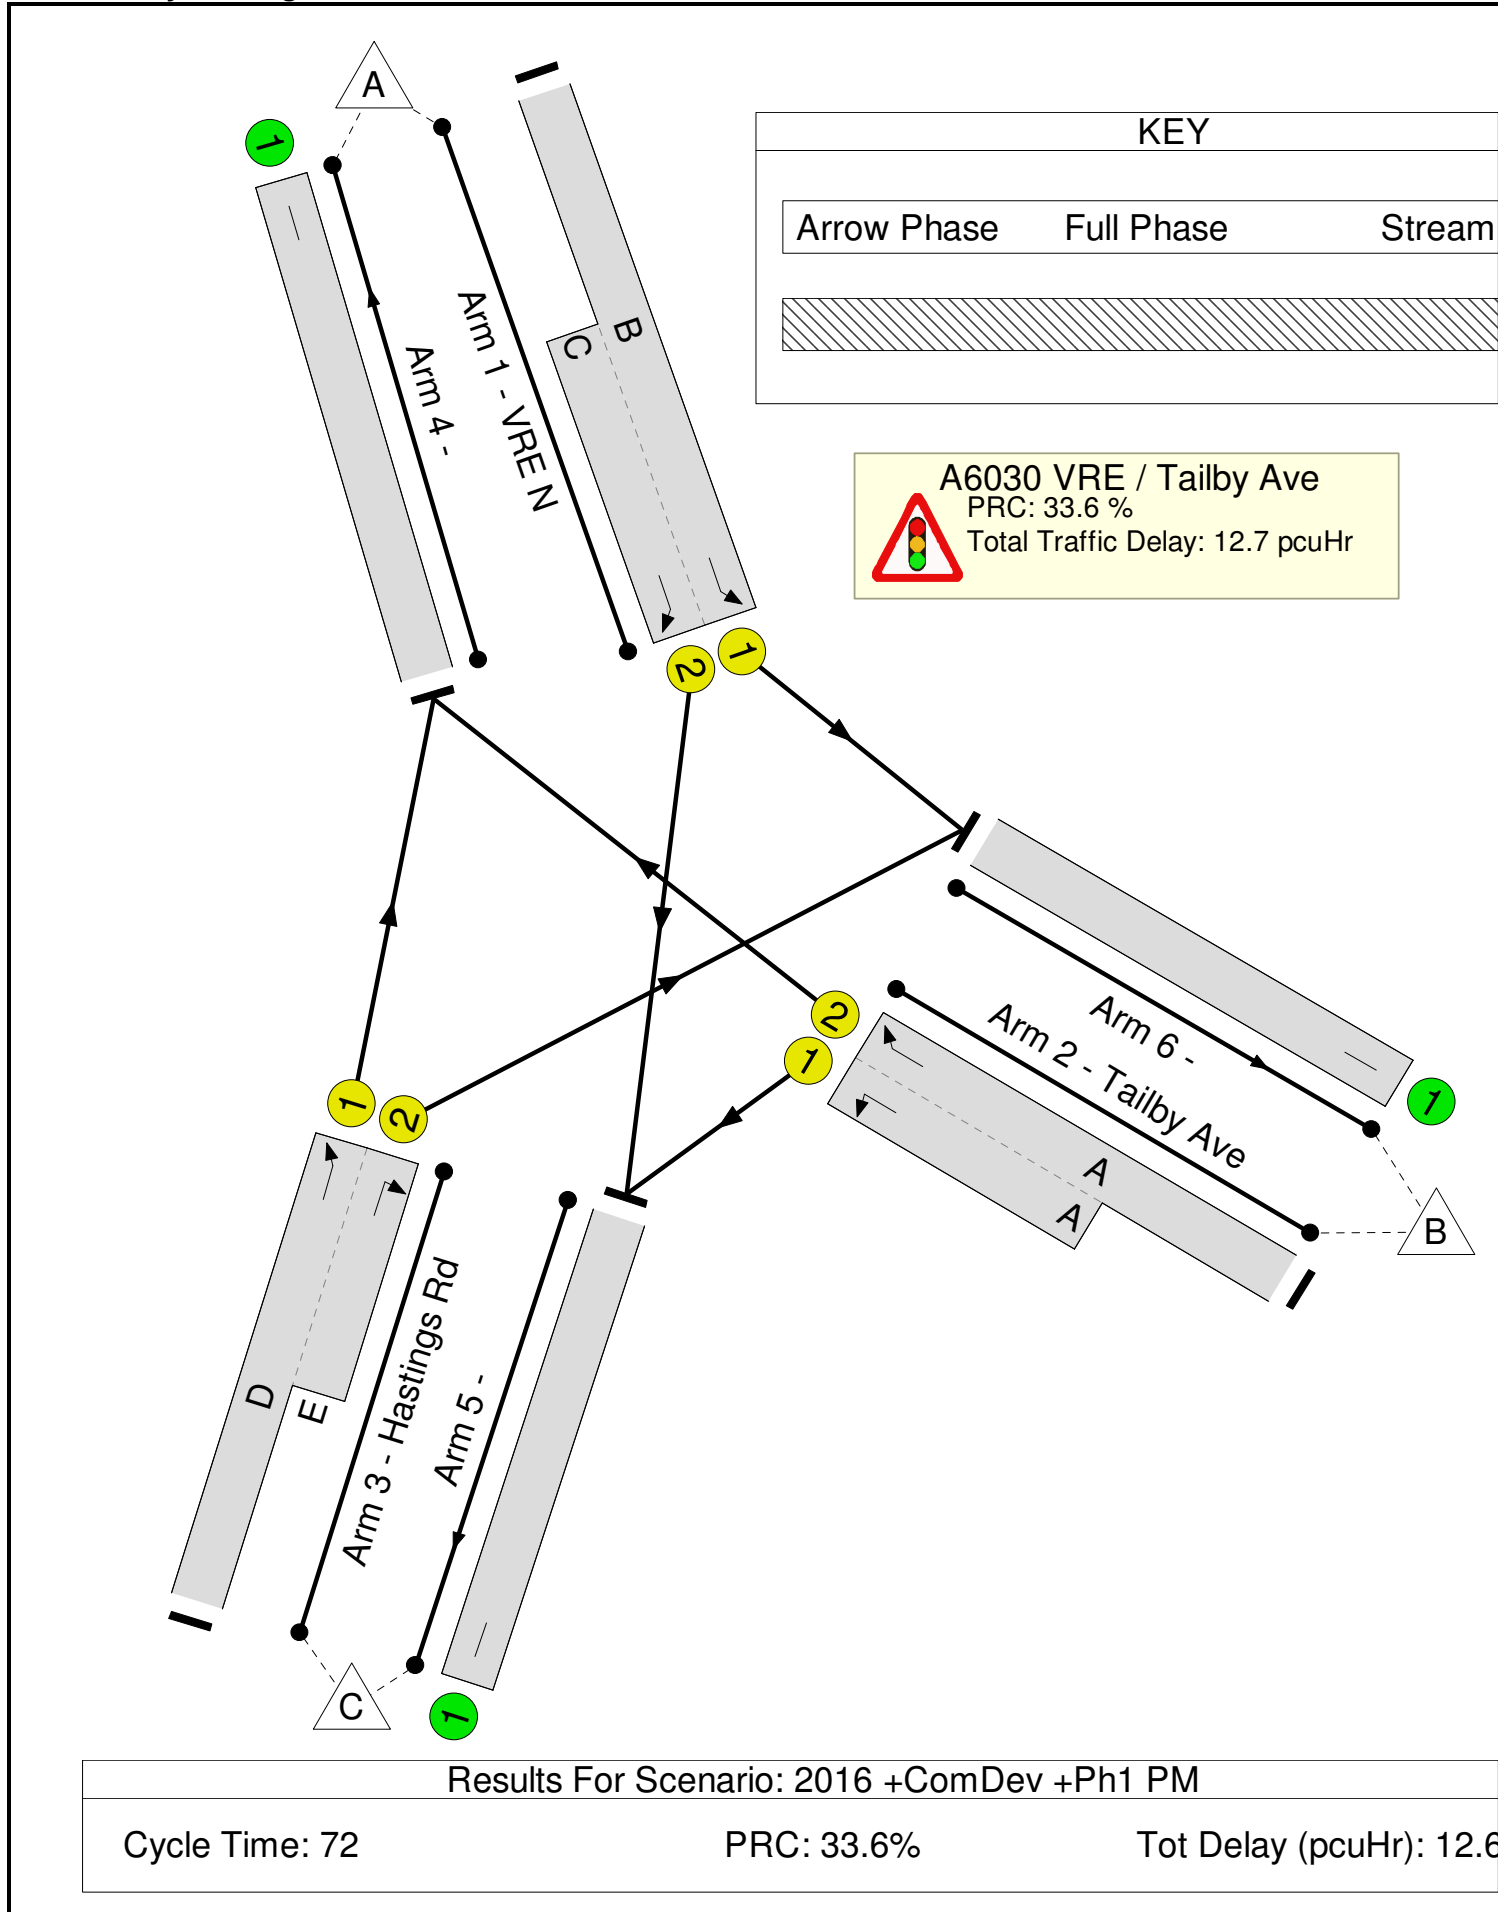 A
1
KEY
Arrow Phase Full Phase Stream
B
C
Arm 1 - VRE N
Arm 4 -
A6030 VRE / Tailby Ave
PRC: 33.6 %
Total Traffic Delay: 12.7 pcuHr
2
1
2
1
Arm 6 -
Arm 2 - Tailby Ave
1
1
2
A
A
B
D
E
Arm 3 - Hastings Rd
Arm 5 -
C
1
Results For Scenario: 2016 +ComDev +Ph1 PM
Cycle Time: 72 PRC: 33.6% Tot Delay (pcuHr): 12.6